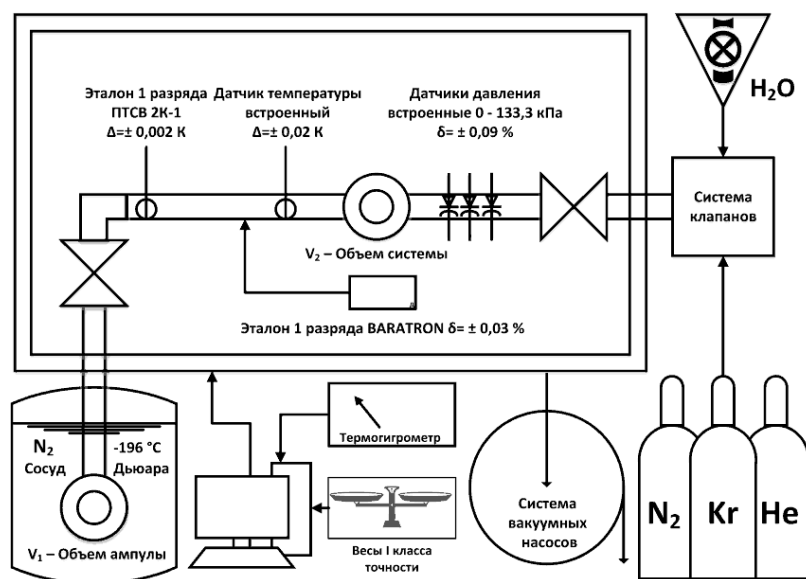 Эталон 1 разряда
ПТСВ 2К-1
Δ=± 0,002 К
Датчик температуры
встроенный
Δ=± 0,02 К
Датчики давления
встроенные 0 - 133,3 кПа
δ= ± 0,09 %
H₂O
Система
клапанов
V₂ – Объем системы
Эталон 1 разряда BARATRON δ= ± 0,03 %
N₂
Сосуд
-196 °C
Дьюара
V₁ – Объем ампулы
Термогигрометр
Весы I класса
точности
Система
вакуумных
насосов
N₂
Kr
He